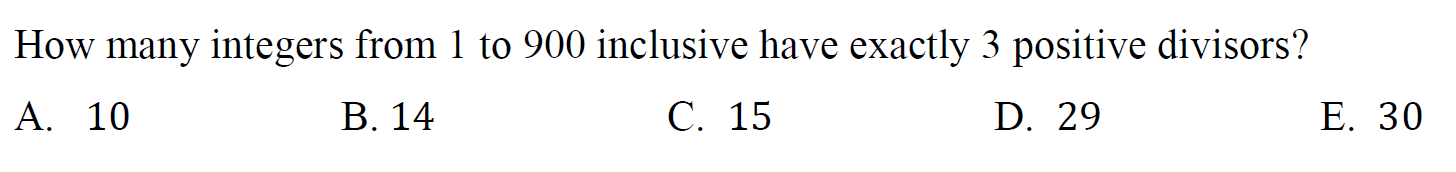 How many integers from 1 to 900 inclusive have exactly 3 positive divisors?
A. 10 B. 14 C. 15 D. 29 E. 30